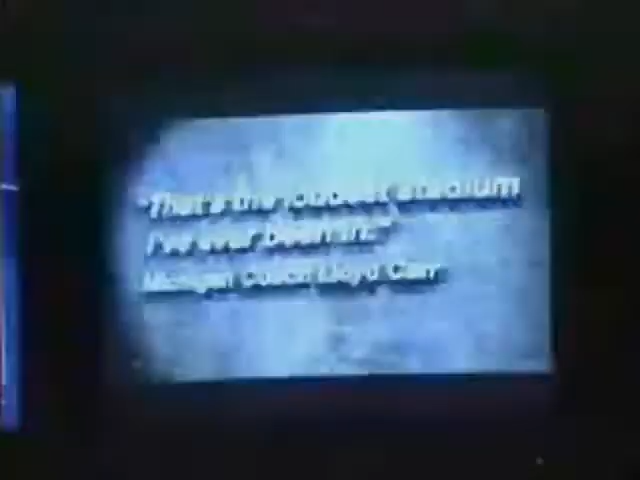 "That's the loudest stadium
I've ever been in."
Michigan Coach Lloyd Carr